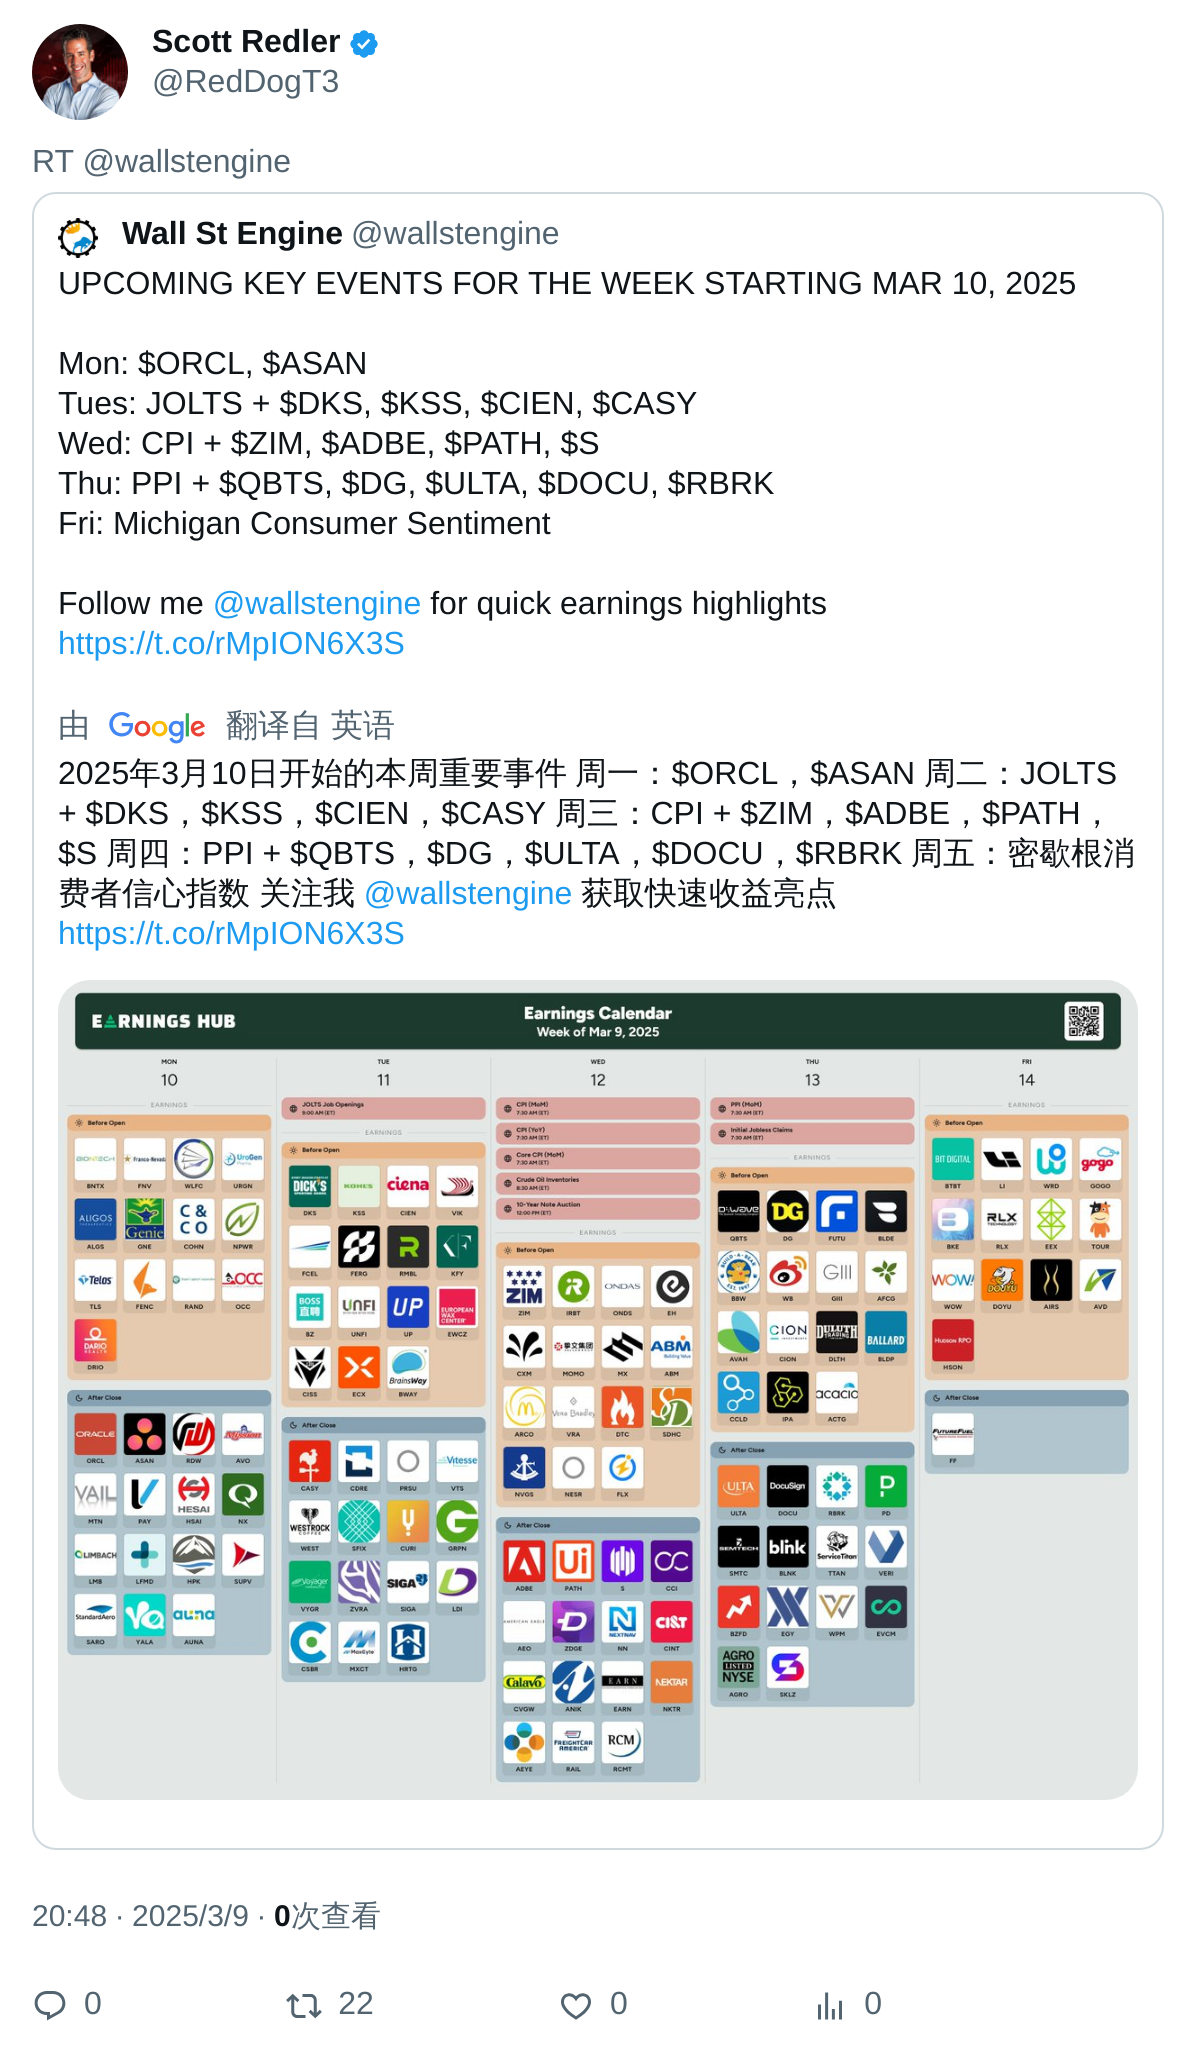 Scott Redler
@RedDogT3
RT @wallstengine
Wall St Engine @wallstengine
UPCOMING KEY EVENTS FOR THE WEEK STARTING MAR 10, 2025
Mon: $ORCL, $ASAN
Tues: JOLTS + $DKS, $KSS, $CIEN, $CASY
Wed: CPI + $ZIM, $ADBE, $PATH, $S
Thu: PPI + $QBTS, $DG, $ULTA, $DOCU, $RBRK
Fri: Michigan Consumer Sentiment
Follow me @wallstengine for quick earnings highlights
https://t.co/rMpION6X3S
由 Google 翻译自 英语
2025年3月10日开始的本周重要事件 周一：$ORCL，$ASAN 周二：JOLTS
+ $DKS，$KSS，$CIEN，$CASY 周三：CPI + $ZIM，$ADBE，$PATH，
$S 周四：PPI + $QBTS，$DG，$ULTA，$DOCU，$RBRK 周五：密歇根消
费者信心指数 关注我 @wallstengine 获取快速收益亮点
https://t.co/rMpION6X3S
EARNINGS HUB
Earnings Calendar
Week of Mar 9, 2025
MON
10
EARNINGS
Before Open
BNTX FNV WLFC URGN
ALGS GNE COHN NPWR
TLS FENC RAND OCC
DRIO
After Close
ORCL ASAN RDW AVO
MTN PAY HSAI NX
LMB LFMD HPK SUPV
SARO YALA AUNA
TUE
11
JOLTS Job Openings
9:00 AM (ET)
EARNINGS
Before Open
DKS KSS CIEN VIK
FCEL FERG RMBL KFY
BZ UNFI UP EWCZ
CISS ECX BWAY
After Close
CASY CDRE PRSU VTS
WEST SFIX CURI GRPN
VYGR ZVRA SIGA LDI
CSBR MXCT HRTG
WED
12
CPI (MoM)
7:30 AM (ET)
CPI (YoY)
7:30 AM (ET)
Core CPI (MoM)
7:30 AM (ET)
Crude Oil Inventories
9:30 AM (ET)
10-Year Note Auction
12:00 PM (ET)
EARNINGS
Before Open
ZIM IRBT ONDS EH
CXM MOMO MX ABM
ARCO VRA DTC SDHC
NVGS NESR FLX
After Close
ADBE PATH S CCI
AEO ZDGE NN CINT
CVGW ANIK EARN NKTR
AEYE RAIL RCMT
THU
13
PPI (MoM)
7:30 AM (ET)
Initial Jobless Claims
7:30 AM (ET)
EARNINGS
Before Open
QBTS DG FUTU BLDE
BBW WB GIII AFCG
AVAH CION DLTH BLDP
CCLD IPA ACTG
After Close
ULTA DOCU RBRK PD
SMTC BLNK TTAN VERI
BZFD EGY WPM EVCM
AGRO SKLZ
FRI
14
EARNINGS
Before Open
BTBT LI WRD GOGO
BKE RLX EEX TOUR
WOW DOYU AIRS AVD
HSON
After Close
FF
20:48 · 2025/3/9 · 0次查看
0 22 0 0